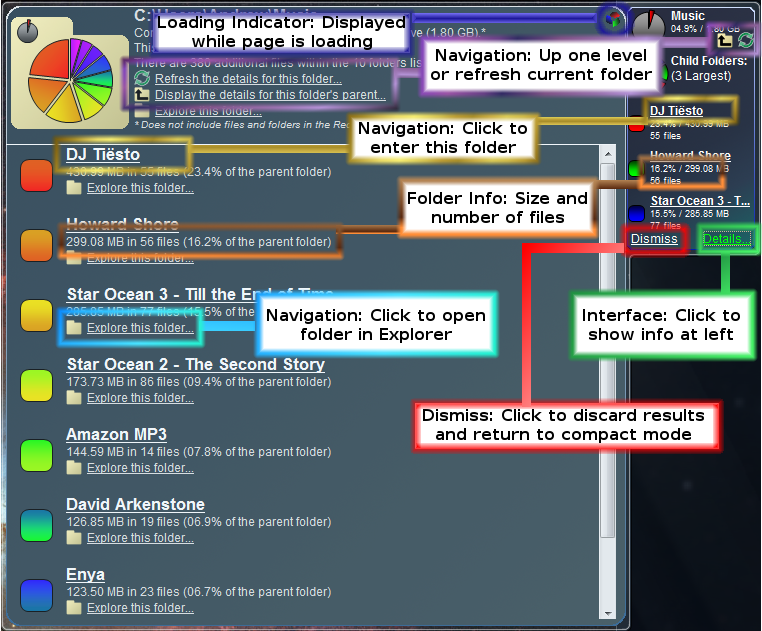 C:\Users\Andrew\Music
Loading Indicator: Displayed
while page is loading
ve (1.80 GB) *
This
There are 380 additional files within the 10 folders
Refresh the details for this folder...
Display the details for this folder's parent...
Explore this folder...
* Does not include files and folders in the Rec
Navigation: Up one level
or refresh current folder
Music
04.9% / 1.80 GB
Child Folders:
(3 Largest)
DJ Tiësto
23.4% / 430.99 MB
55 files
Howard Shore
16.2% / 299.08 MB
56 files
Star Ocean 3 - T...
15.5% / 285.85 MB
77 files
Dismiss
Details...
Navigation: Click to
enter this folder
Folder Info: Size and
number of files
DJ Tiësto
430.99 MB in 55 files (23.4% of the parent folder)
Explore this folder...
Howard Shore
299.08 MB in 56 files (16.2% of the parent folder)
Explore this folder...
Star Ocean 3 - Till the End of Time
285.85 MB in 77 files (15.5% of the parent folder)
Explore this folder...
Navigation: Click to open
folder in Explorer
Interface: Click to
show info at left
Star Ocean 2 - The Second Story
173.73 MB in 86 files (09.4% of the parent folder)
Explore this folder...
Dismiss: Click to discard results
and return to compact mode
Amazon MP3
144.59 MB in 14 files (07.8% of the parent folder)
Explore this folder...
David Arkenstone
126.85 MB in 19 files (06.9% of the parent folder)
Explore this folder...
Enya
123.50 MB in 23 files (06.7% of the parent folder)
Explore this folder...